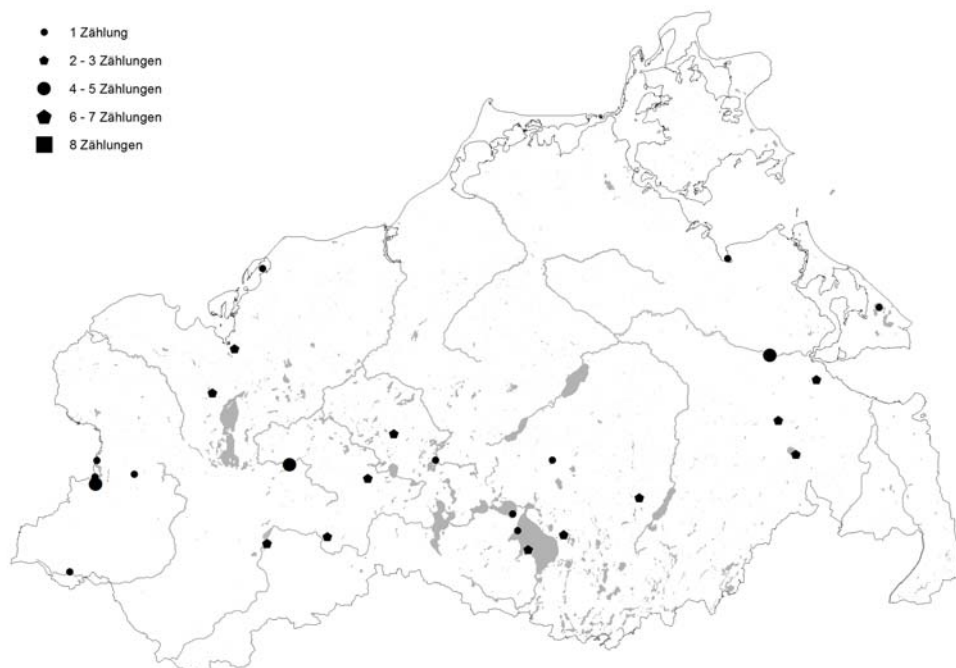 1 Zählung
2 - 3 Zählungen
4 - 5 Zählungen
6 - 7 Zählungen
8 Zählungen